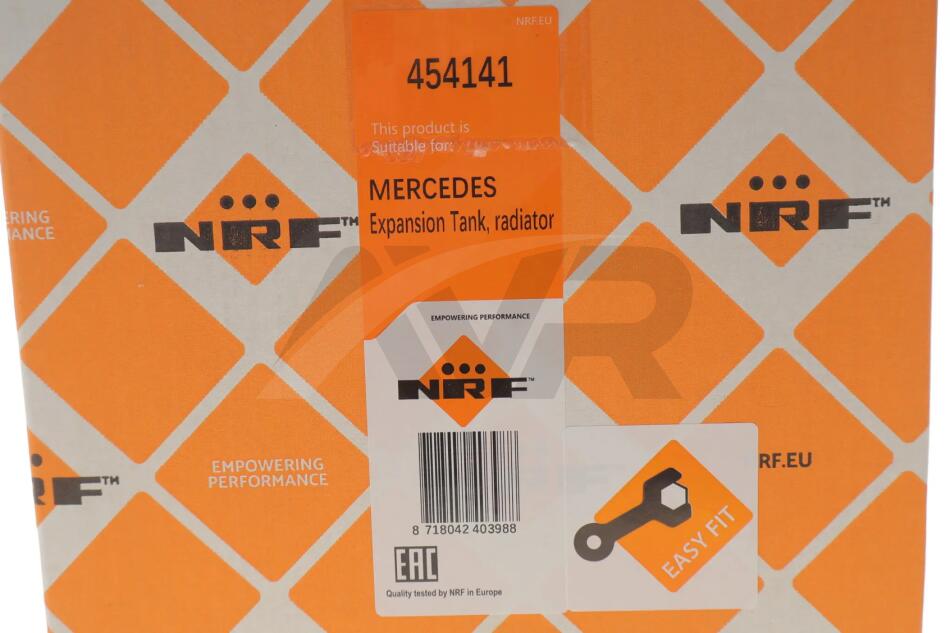 NRF.EU
454141
This product is
Suitable for:
MERCEDES
Expansion Tank, radiator
EMPOWERING PERFORMANCE
NRF™
8 718042 403988
EAC
Quality tested by NRF in Europe
EASY FIT
NRF™
NRF™
EMPOWERING
PERFORMANCE
RF.EU
ERING
MANCE
RF™
AVR